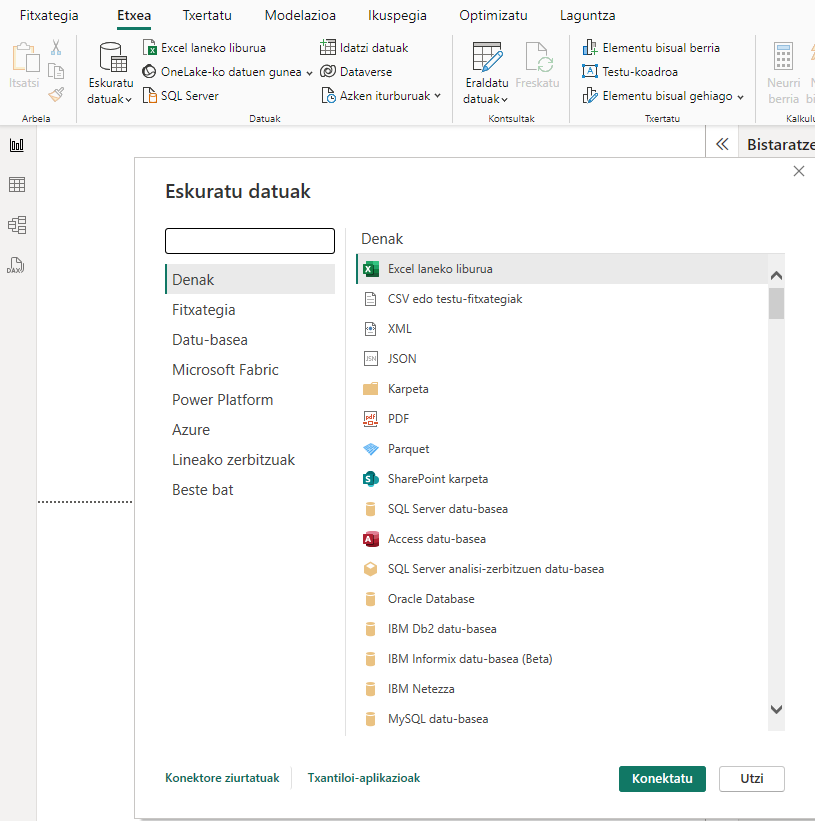 Fitxategia Etxea Txertatu Modelazioa Ikuspegia Optimizatu Laguntza
Itsatsi
Eskuratu datuak
Excel laneko liburua
OneLake-ko datuen gunea
SQL Server
Idatzi datuak
Dataverse
Azken iturburuak
Eraldatu datuak
Freskatu
Elementu bisual berria
Testu-koadroa
Elementu bisual gehiago
Neurri berria
Arbela Datuak Kontsultak Txertatu
Bistaratze
Eskuratu datuak
Denak
Fitxategia
Datu-basea
Microsoft Fabric
Power Platform
Azure
Lineako zerbitzuak
Beste bat
Denak
Excel laneko liburua
CSV edo testu-fitxategiak
XML
JSON
Karpeta
PDF
Parquet
SharePoint karpeta
SQL Server datu-basea
Access datu-basea
SQL Server analisi-zerbitzuen datu-basea
Oracle Database
IBM Db2 datu-basea
IBM Informix datu-basea (Beta)
IBM Netezza
MySQL datu-basea
Konektore ziurtatuak Txantiloi-aplikazioak
Konektatu Utzi